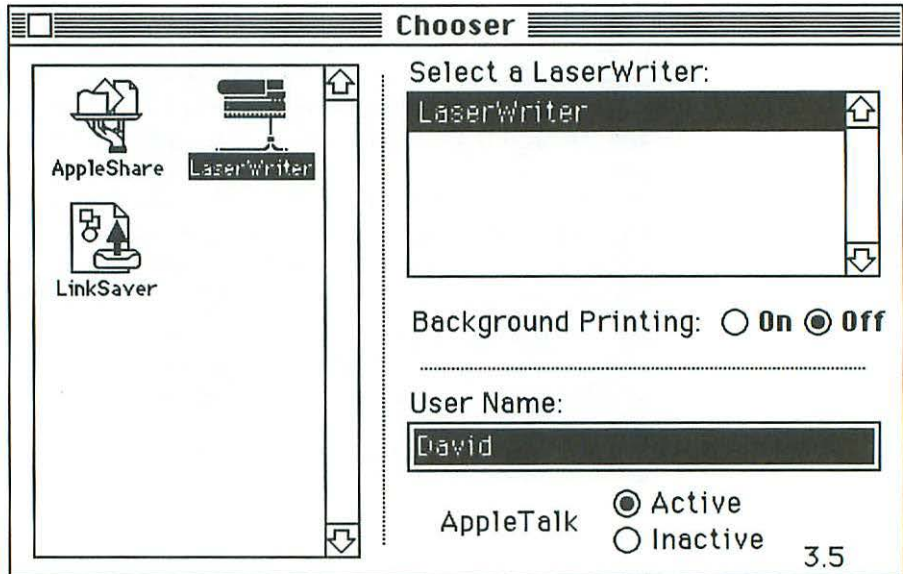 Chooser
AppleShare
LaserWriter
LinkSaver
Select a LaserWriter:
LaserWriter
Background Printing: On Off
User Name:
David
AppleTalk
Active
Inactive
3.5